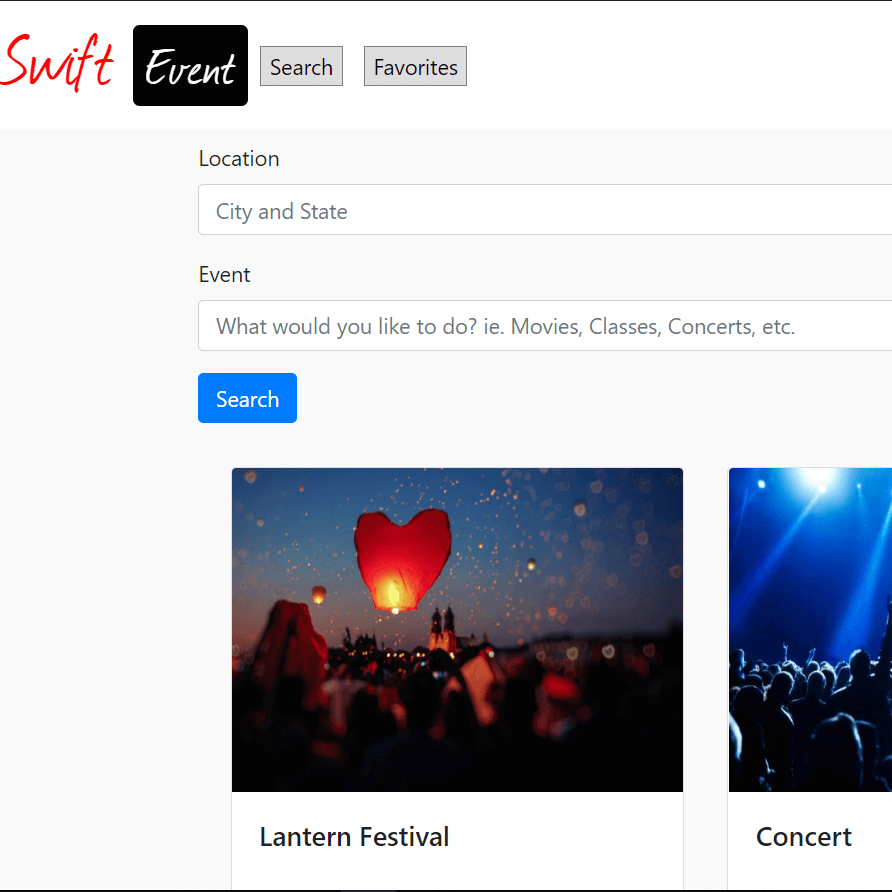 Swift Event Search Favorites
Location
City and State
Event
What would you like to do? ie. Movies, Classes, Concerts, etc.
Search
Lantern Festival
Concert